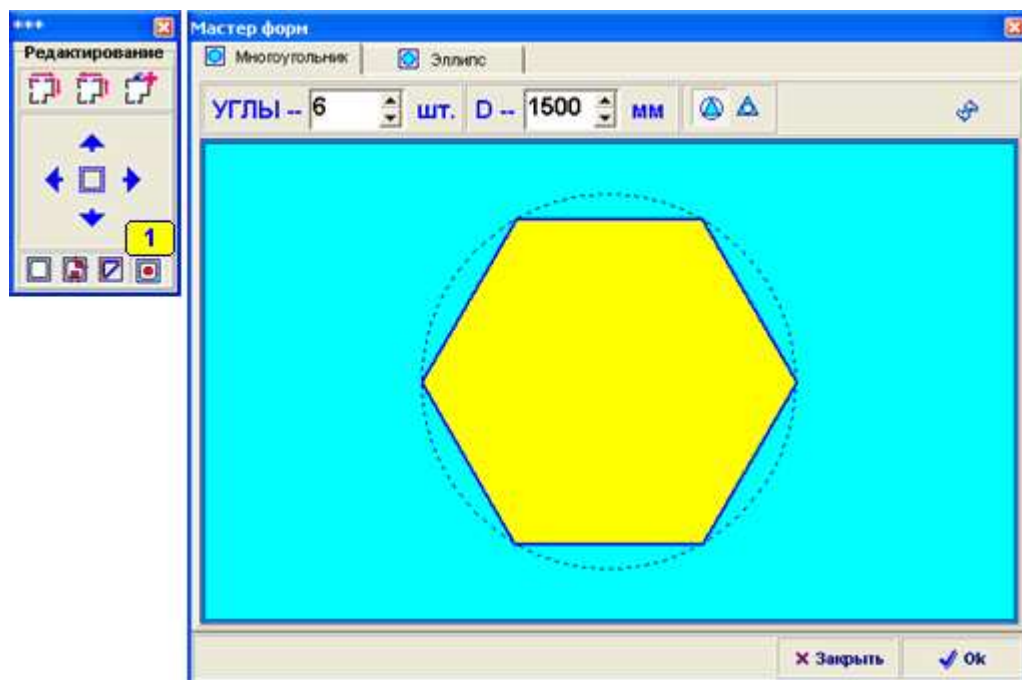 ***
Редактирование
1
Мастер форм
Многоугольник Эллипс
УГЛЫ -- 6 шт. D -- 1500 мм
Закрыть Ok